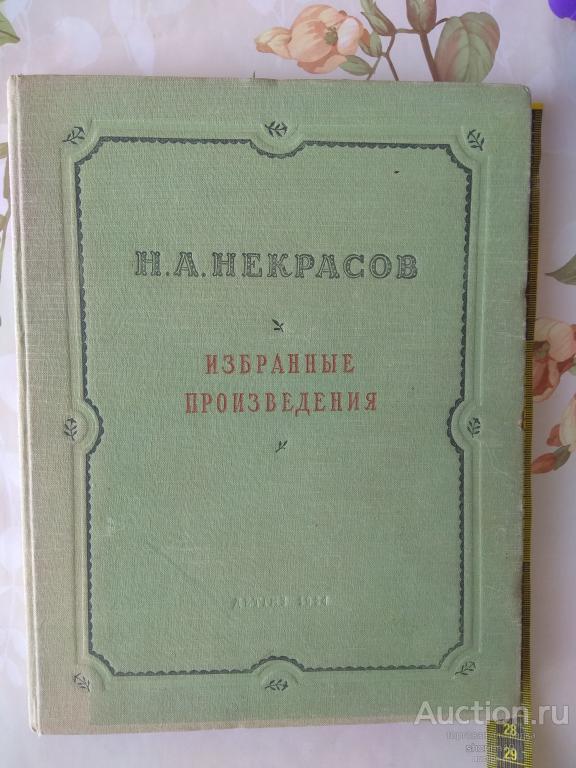 Н.А.НЕКРАСОВ
ИЗБРАННЫЕ
ПРОИЗВЕДЕНИЯ
ДЕТГИЗ
Auction.ru
28
29